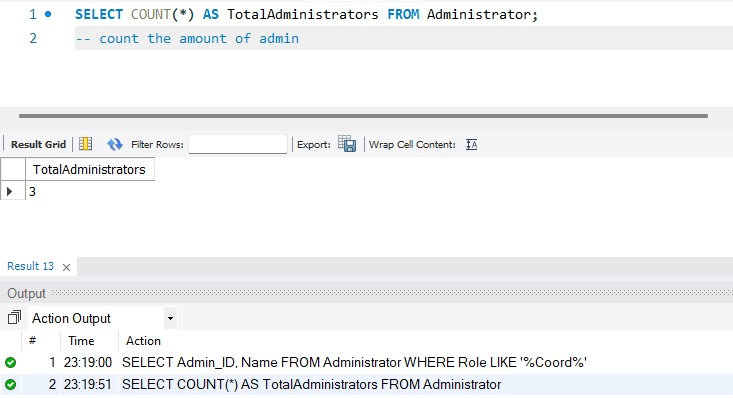 1 SELECT COUNT(*) AS TotalAdministrators FROM Administrator;
2 -- count the amount of admin
Result Grid Filter Rows: Export: Wrap Cell Content: IA
TotalAdministrators
3
Result 13 ×
Output
Action Output
# Time Action
1 23:19:00 SELECT Admin_ID, Name FROM Administrator WHERE Role LIKE '%Coord%'
2 23:19:51 SELECT COUNT(*) AS TotalAdministrators FROM Administrator